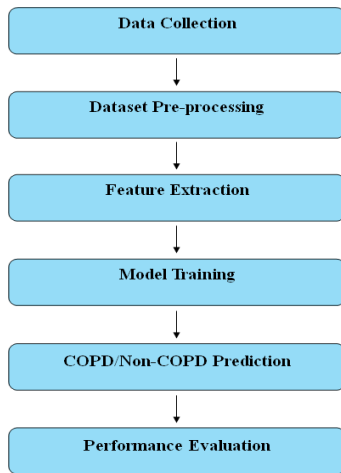 Data Collection
Dataset Pre-processing
Feature Extraction
Model Training
COPD/Non-COPD Prediction
Performance Evaluation